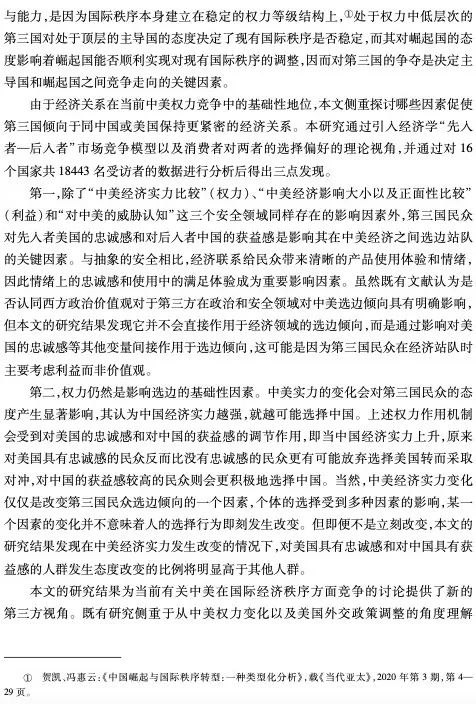 与能力,是因为国际秩序本身建立在稳定的权力等级结构上,①处于权力中低层次的
第三国对处于顶层的主导国的态度决定了现有国际秩序是否稳定,而其对崛起国的态
度影响着崛起国能否顺利实现对现有国际秩序的调整,因而对第三国的争夺是决定主
导国和崛起国之间竞争走向的关键因素。
由于经济关系在当前中美权力竞争中的基础性地位,本文侧重探讨哪些因素促使
第三国倾向于同中国或美国保持更紧密的经济关系。本研究通过引入经济学“先入
者—后入者”市场竞争模型以及消费者对两者的选择偏好的理论视角,并通过对 16
个国家共 18443 名受访者的数据进行分析后得出三点发现。
第一,除了“中美经济实力比较”(权力)、“中美经济影响大小以及正面性比较”
(利益)和“对中美的威胁认知”这三个安全领域同样存在的影响因素外,第三国民众
对先入者美国的忠诚感和对后入者中国的获益感是影响其在中美经济之间选边站队
的关键因素。与抽象的安全相比,经济联系给民众带来清晰的产品使用体验和情绪,
因此情绪上的忠诚感和使用中的满足体验成为重要影响因素。虽然既有文献认为是
否认同西方政治价值观对于第三方在政治和安全领域对中美选边倾向具有明确影响,
但本文的研究结果发现它并不会直接作用于经济领域的选边倾向,而是通过影响对美
国的忠诚感等其他变量间接作用于选边倾向,这可能是因为第三国民众在经济站队时
主要考虑利益而非价值观。
第二,权力仍然是影响选边的基础性因素。中美实力的变化会对第三国民众的态
度产生显著影响,其认为中国经济实力越强,就越可能选择中国。上述权力作用机制
会受到对美国的忠诚感和对中国的获益感的调节作用,即当中国经济实力上升,原来
对美国具有忠诚感的民众反而比没有忠诚感的民众更有可能放弃选择美国转而采取
对冲,对中国的获益感较高的民众则会更积极地选择中国。当然,中美经济实力变化
仅仅是改变第三国民众选边倾向的一个因素,个体的选择受到多种因素的影响,某一
个因素的变化并不意味着人的选择行为即刻发生改变。但即便不是立刻改变,本文的
研究结果发现在中美经济实力发生改变的情况下,对美国具有忠诚感和对中国具有获
益感的人群发生态度改变的比例将明显高于其他人群。
本文的研究结果为当前有关中美在国际经济秩序方面竞争的讨论提供了新的
第三方视角。既有研究侧重于从中美权力变化以及美国外交政策调整的角度理解
① 贺凯、冯惠云:《中国崛起与国际秩序转型:一种类型化分析》,载《当代亚太》,2020 年第 3 期,第 4—
29 页。